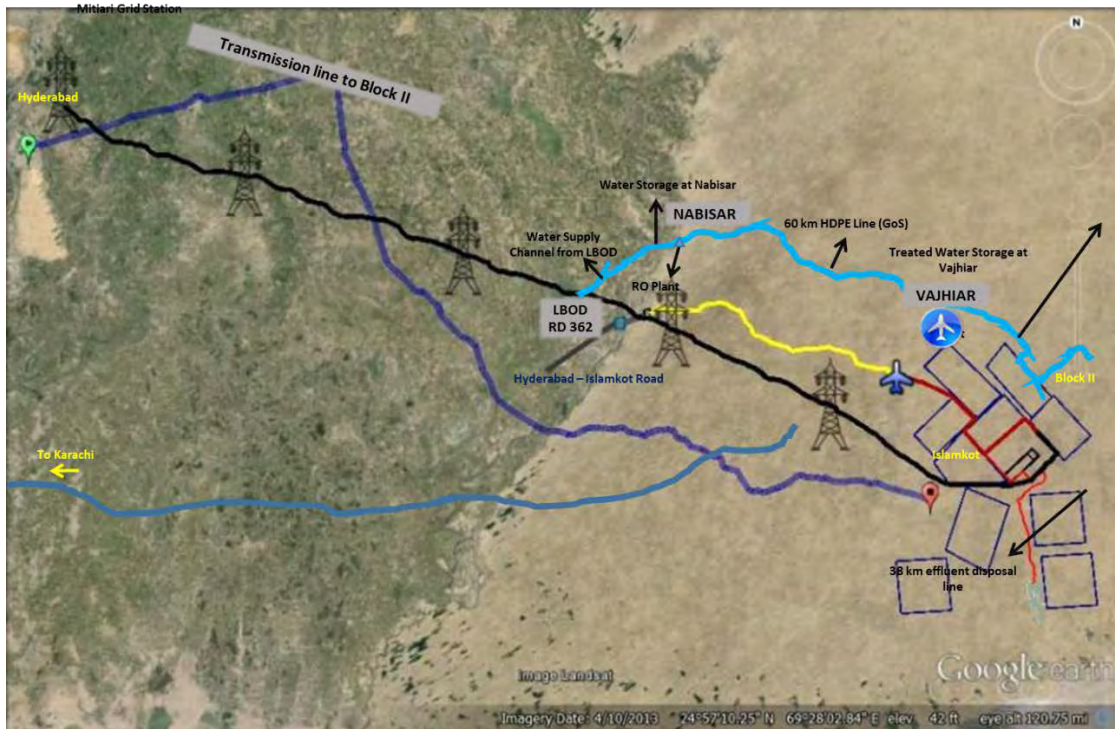 Mitiari Grid Station
Transmission line to Block II
N
Hyderabad
Water Storage at Nabisar
NABISAR
60 km HDPE Line (GoS)
Water Supply
Channel from LBOD
Treated Water Storage at
Vajhiar
RO Plant
VAJHIAR
LBOD
RD 362
Hyderabad – Islamkot Road
Block II
To Karachi
Islamkot
38 km effluent disposal
line
Image Landsat
Google earth
Imagery Date: 4/10/2013 24°57'10.25" N 69°28'02.84" E elev 42 ft eye alt 120.75 mi